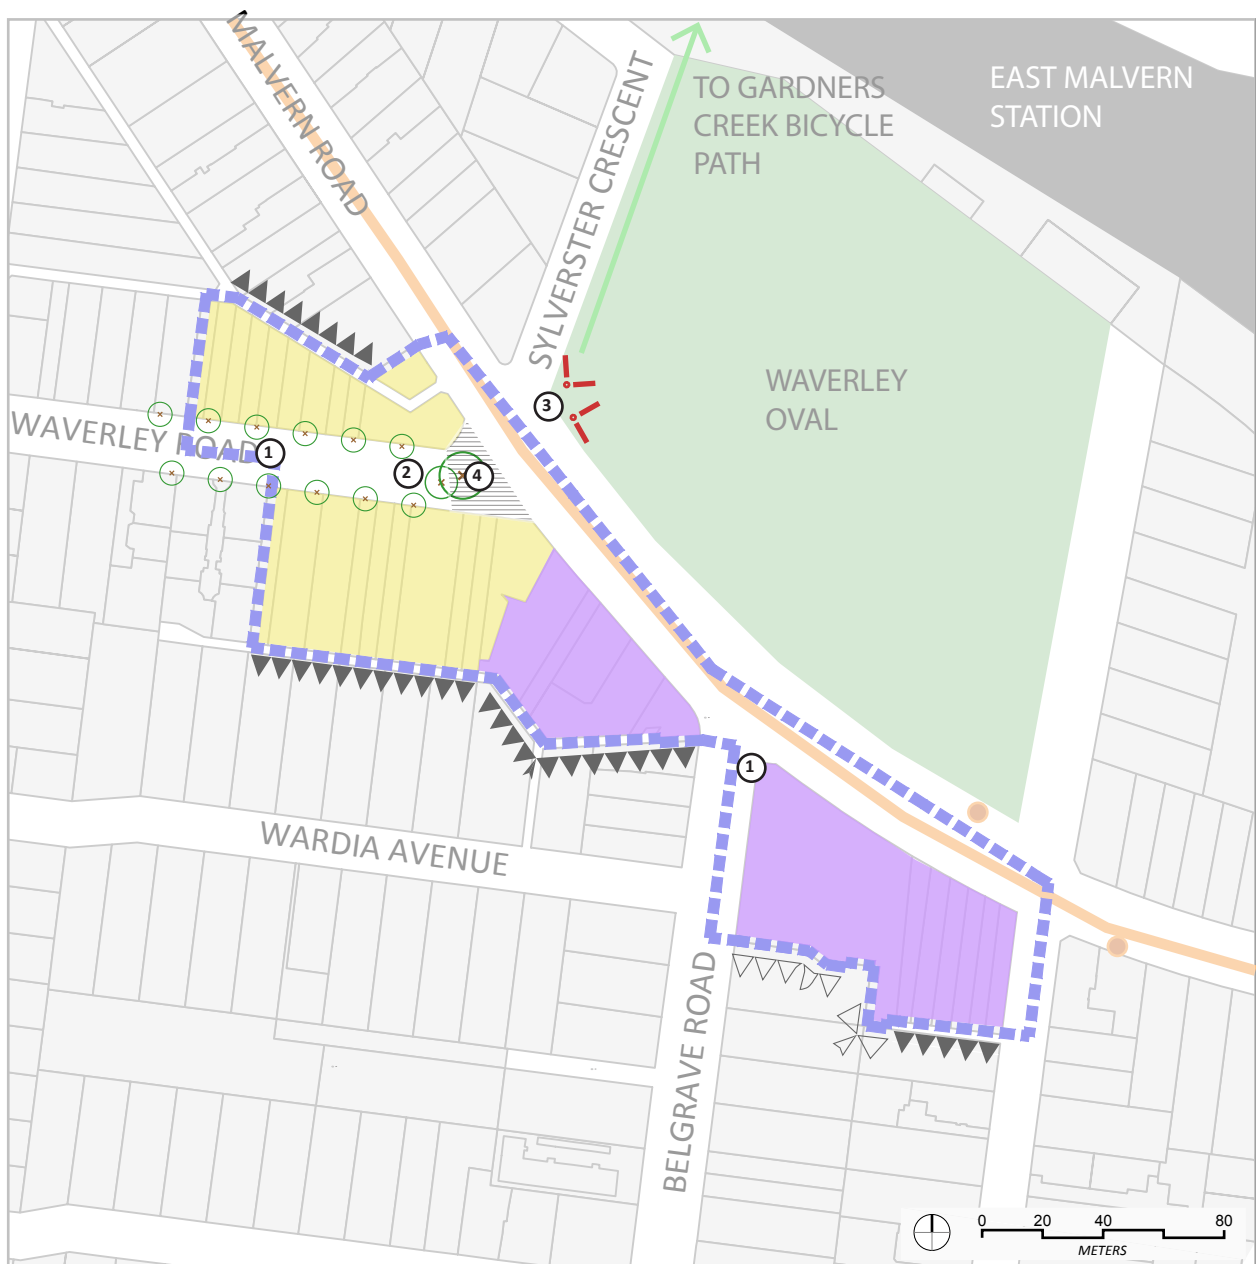 MALVERN ROAD
SYLVERSTER CRESCENT
TO GARDNERS
CREEK BICYCLE
PATH
EAST MALVERN
STATION
WAVERLEY
OVAL
3
WAVERLEY ROAD
1
2
4
1
WARDIA AVENUE
BELGRAVE ROAD
0 20 40 80
METERS